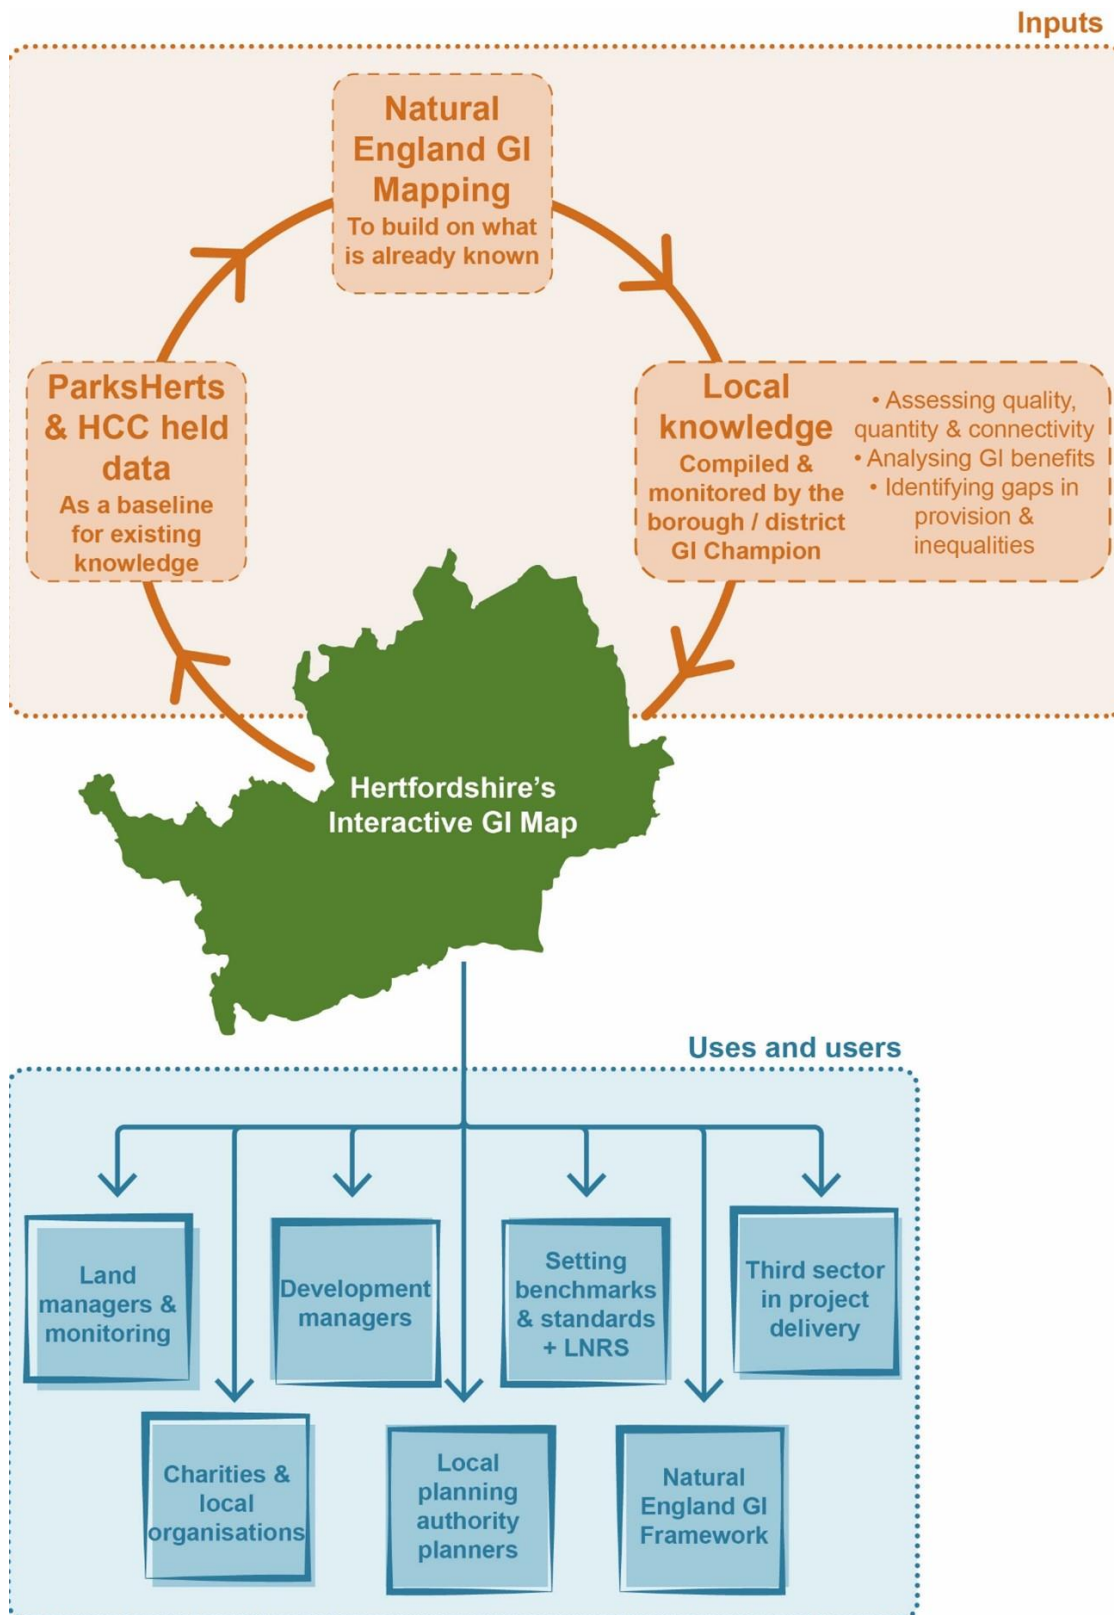 Inputs
Natural
England GI
Mapping
To build on what
is already known
ParksHerts
& HCC held
data
As a baseline
for existing
knowledge
Local
knowledge
Compiled &
monitored by the
borough / district
GI Champion
• Assessing quality,
quantity & connectivity
• Analysing GI benefits
• Identifying gaps in
provision &
inequalities
Hertfordshire’s
Interactive GI Map
Uses and users
Land
managers &
monitoring
Development
managers
Setting
benchmarks
& standards
+ LNRS
Third sector
in project
delivery
Charities &
local
organisations
Local
planning
authority
planners
Natural
England GI
Framework